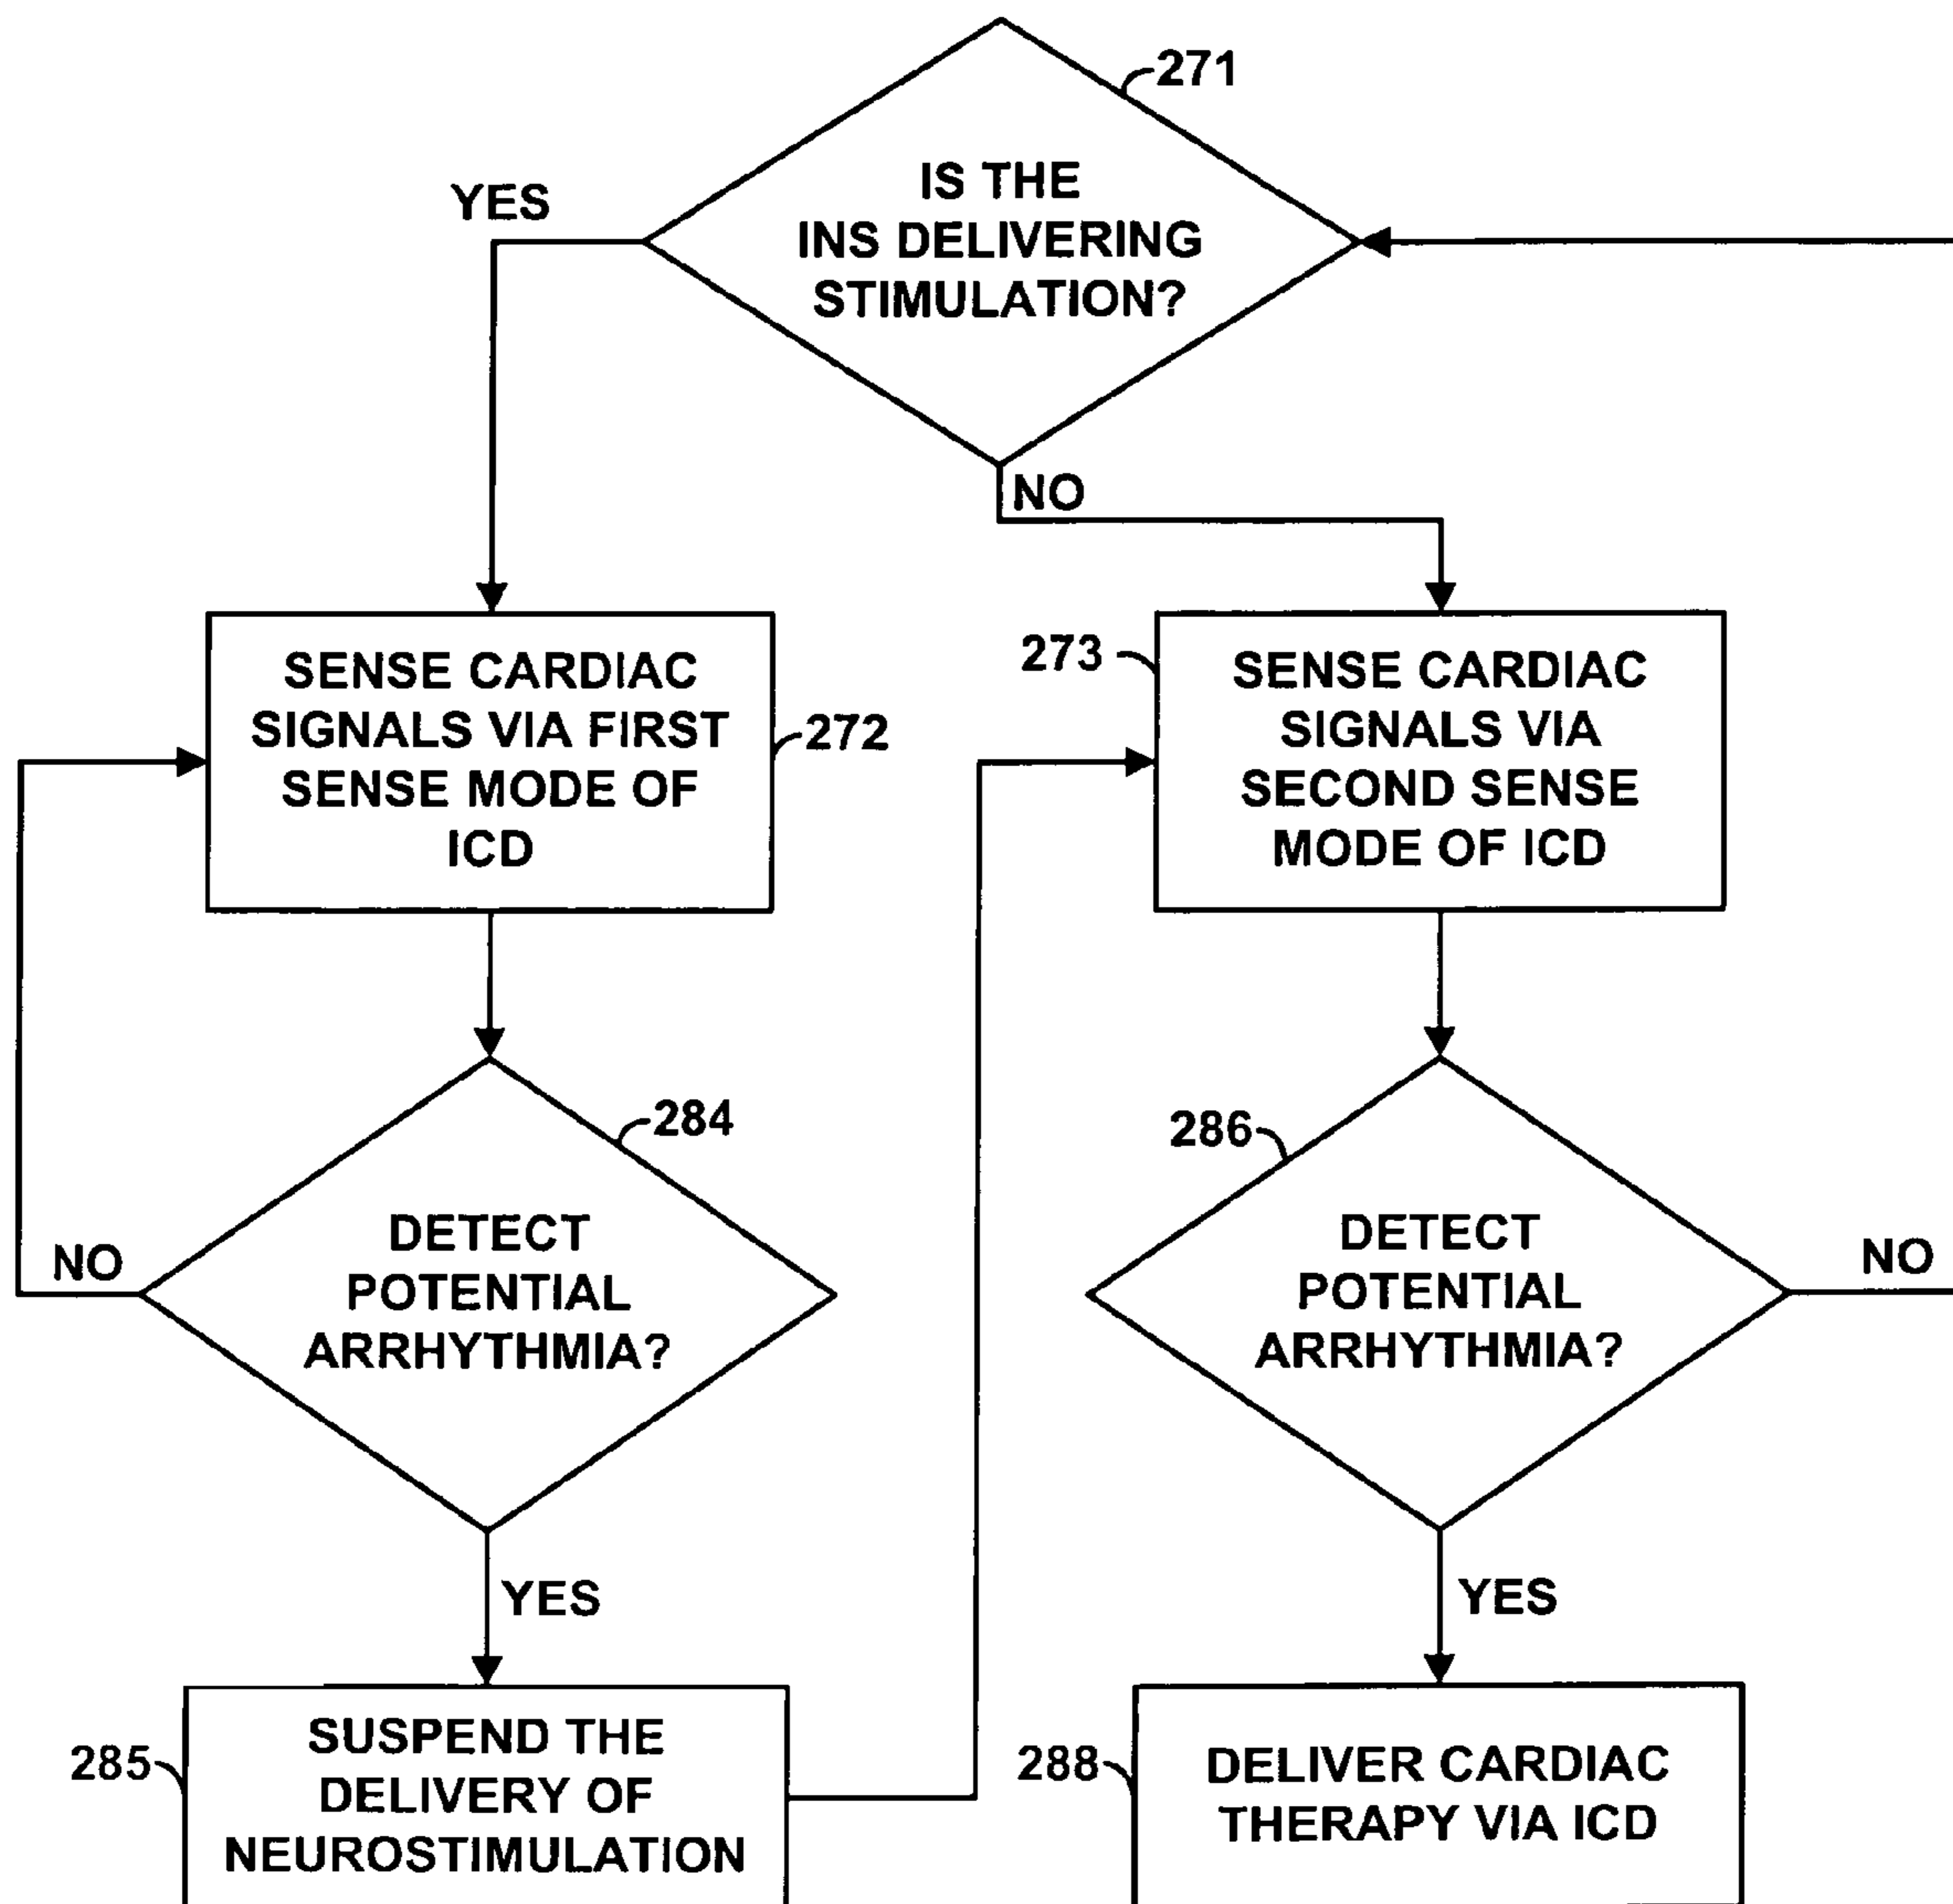 271
IS THE
INS DELIVERING
STIMULATION?
YES
NO
SENSE CARDIAC
SIGNALS VIA FIRST
SENSE MODE OF
ICD
272
273
SENSE CARDIAC
SIGNALS VIA
SECOND SENSE
MODE OF ICD
284
DETECT
POTENTIAL
ARRHYTHMIA?
NO
YES
286
DETECT
POTENTIAL
ARRHYTHMIA?
NO
YES
285
SUSPEND THE
DELIVERY OF
NEUROSTIMULATION
288
DELIVER CARDIAC
THERAPY VIA ICD